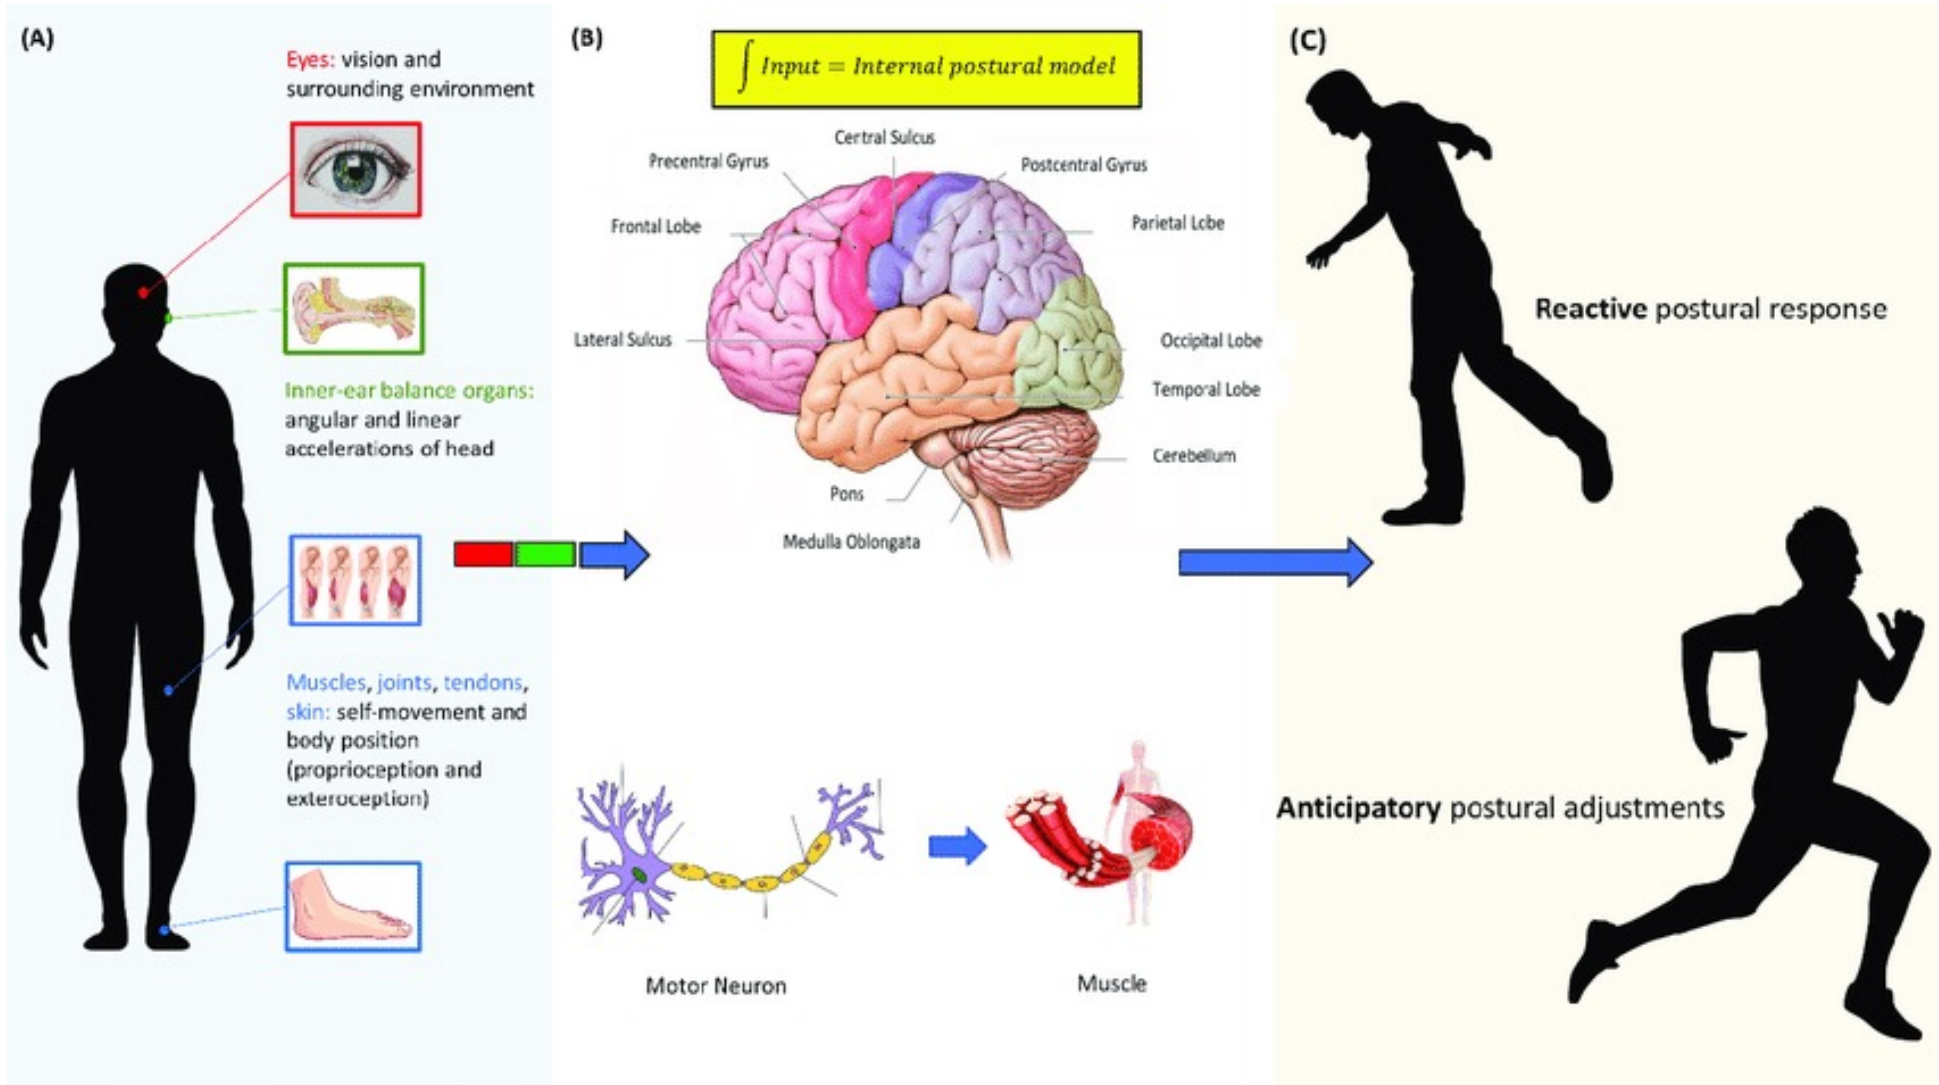 (A)
Eyes: vision and
surrounding environment
Inner-ear balance organs:
angular and linear
accelerations of head
Muscles, joints, tendons,
skin: self-movement and
body position
(proprioception and
exteroception)
(B)
∫ Input = Internal postural model
Certral Sulcus
Precentral Gyrus
Postcentral Gyrus
Frontal Lobe
Parietal Lcbe
Lateral Sulcus
Occipital Lobe
Temporal Lobe
Cerebellum
Pons
Medulla Oblongata
Motor Neuron
Muscle
(C)
Reactive postural response
Anticipatory postural adjustments